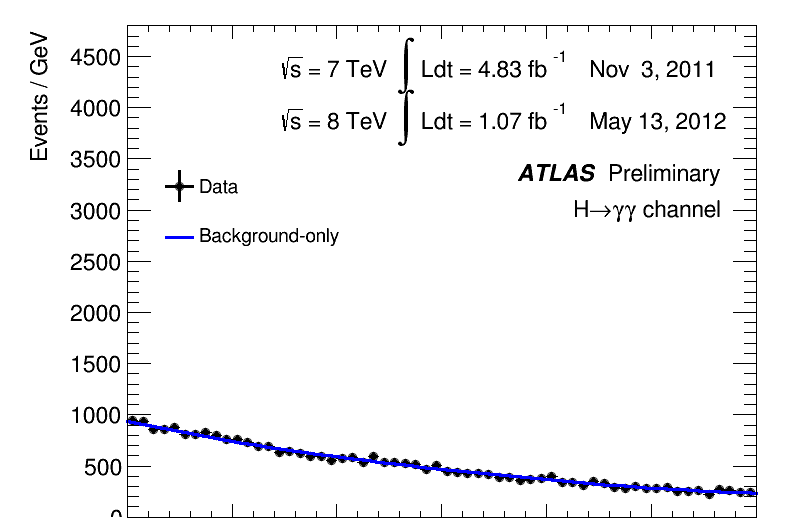 Events / GeV
4500
4000
3500
3000
2500
2000
1500
1000
500
0
√s = 7 TeV ∫ Ldt = 4.83 fb⁻¹ Nov 3, 2011
√s = 8 TeV ∫ Ldt = 1.07 fb⁻¹ May 13, 2012
ATLAS Preliminary
H→γγ channel
Data
Background-only